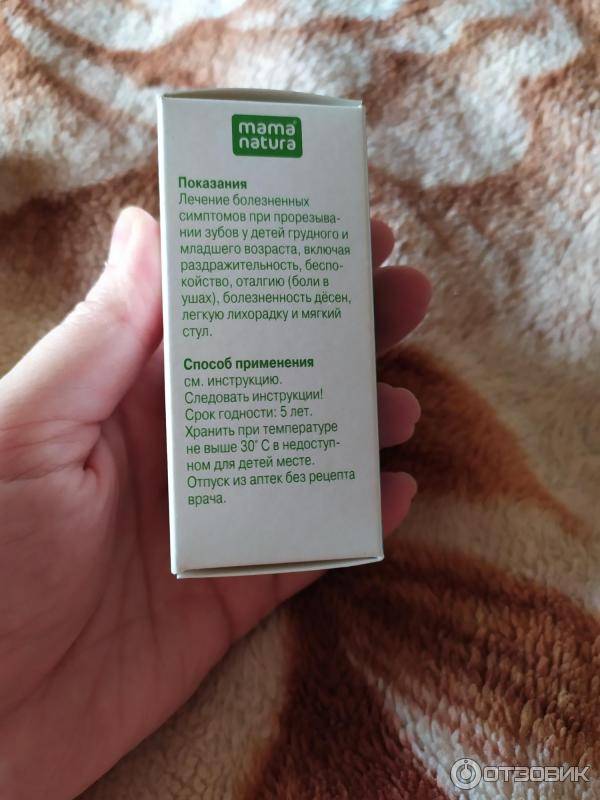 mama
natura
Показания
Лечение болезненных
симптомов при прорезыва-
нии зубов у детей грудного и
младшего возраста, включая
раздражительность, беспо-
койство, оталгию (боли в
ушах), болезненность дёсен,
легкую лихорадку и мягкий
стул.
Способ применения
см. инструкцию.
Следовать инструкции!
Срок годности: 5 лет.
Хранить при температуре
не выше 30°C в недоступ-
ном для детей месте.
Отпуск из аптек без рецепта
врача.
ОТЗОВИК